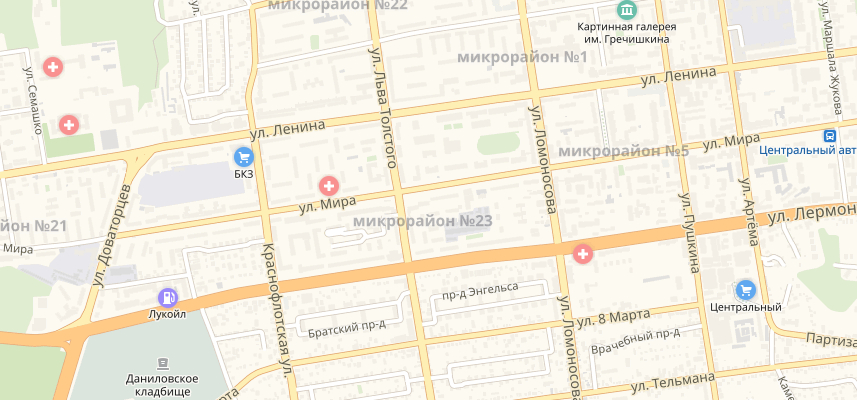 микрорайон №22
Картинная галерея
им. Гречишкина
ул. Маршала Жукова
микрорайон №1
ул. Семашко
ул. Льва Толстого
ул. Ленина
ул. Ленина
ул. Ломоносова
ул. Мира
Центральный авт
микрорайон №5
БКЗ
ул. Доваторцев
ул. Мира
микрорайон №23
йон №21
Мира
ул. Пушкина
ул. Артёма
ул. Лермон
Краснофлотская ул.
пр-д Энгельса
Лукойл
Центральный
Братский пр-д
ул. 8 Марта
ул. Ломоносова
Врачебный пр-д
Партиза
Даниловское
кладбище
арта
ул. Тельмана
Каме